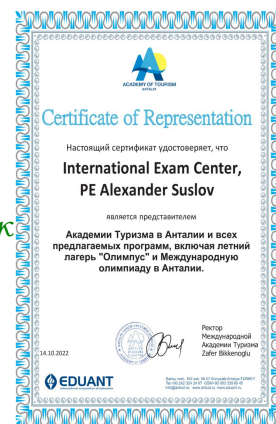 ACADEMY OF TOURISM
ANTALYA
Certificate of Representation
Настоящий сертификат удостоверяет, что
International Exam Center,
PE Alexander Suslov
является представителем
Академии Туризма в Анталии и всех
предлагаемых программ, включая летний
лагерь "Олимпус" и Международную
олимпиаду в Анталии.
Ректор
Международной
Академии Туризма
Zafer Bikkenoglu
14.10.2022
EDUANT